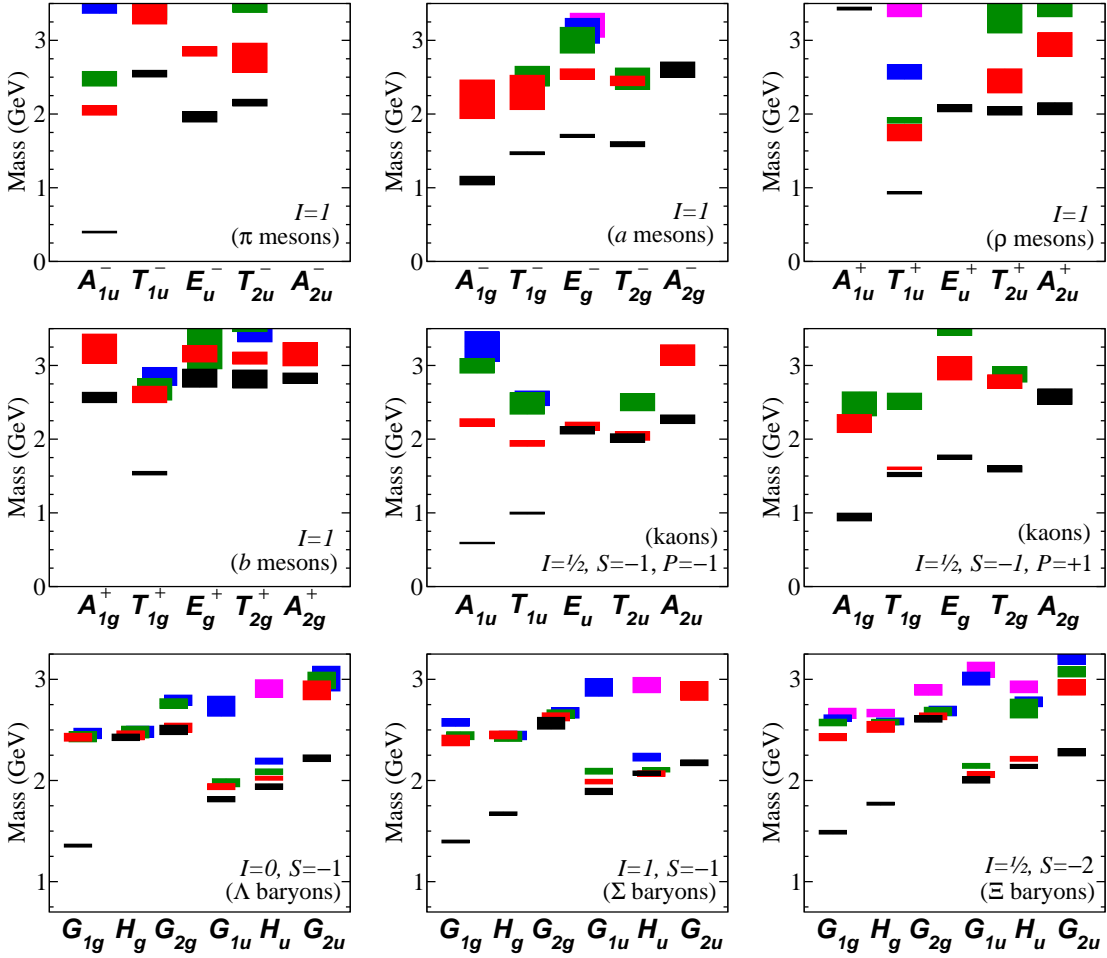 Mass (GeV)
3
2
1
0
I=1
(π mesons)
A₁ᵤ⁻ T₁ᵤ⁻ Eᵤ⁻ T₂ᵤ⁻ A₂ᵤ⁻
Mass (GeV)
3
2
1
0
I=1
(a mesons)
A₁g⁻ T₁g⁻ Eg⁻ T₂g⁻ A₂g⁻
Mass (GeV)
3
2
1
0
I=1
(ρ mesons)
A₁ᵤ⁺ T₁ᵤ⁺ Eᵤ⁺ T₂ᵤ⁺ A₂ᵤ⁺
Mass (GeV)
3
2
1
0
I=1
(b mesons)
A₁g⁺ T₁g⁺ Eg⁺ T₂g⁺ A₂g⁺
Mass (GeV)
3
2
1
0
(kaons)
I=½, S=−1, P=−1
A₁ᵤ T₁ᵤ Eᵤ T₂ᵤ A₂ᵤ
Mass (GeV)
3
2
1
0
(kaons)
I=½, S=−1, P=+1
A₁g T₁g Eg T₂g A₂g
Mass (GeV)
3
2
1
I=0, S=−1
(Λ baryons)
G₁g Hg G₂g G₁ᵤ Hᵤ G₂ᵤ
Mass (GeV)
3
2
1
I=1, S=−1
(Σ baryons)
G₁g Hg G₂g G₁ᵤ Hᵤ G₂ᵤ
Mass (GeV)
3
2
1
I=½, S=−2
(Ξ baryons)
G₁g Hg G₂g G₁ᵤ Hᵤ G₂ᵤ